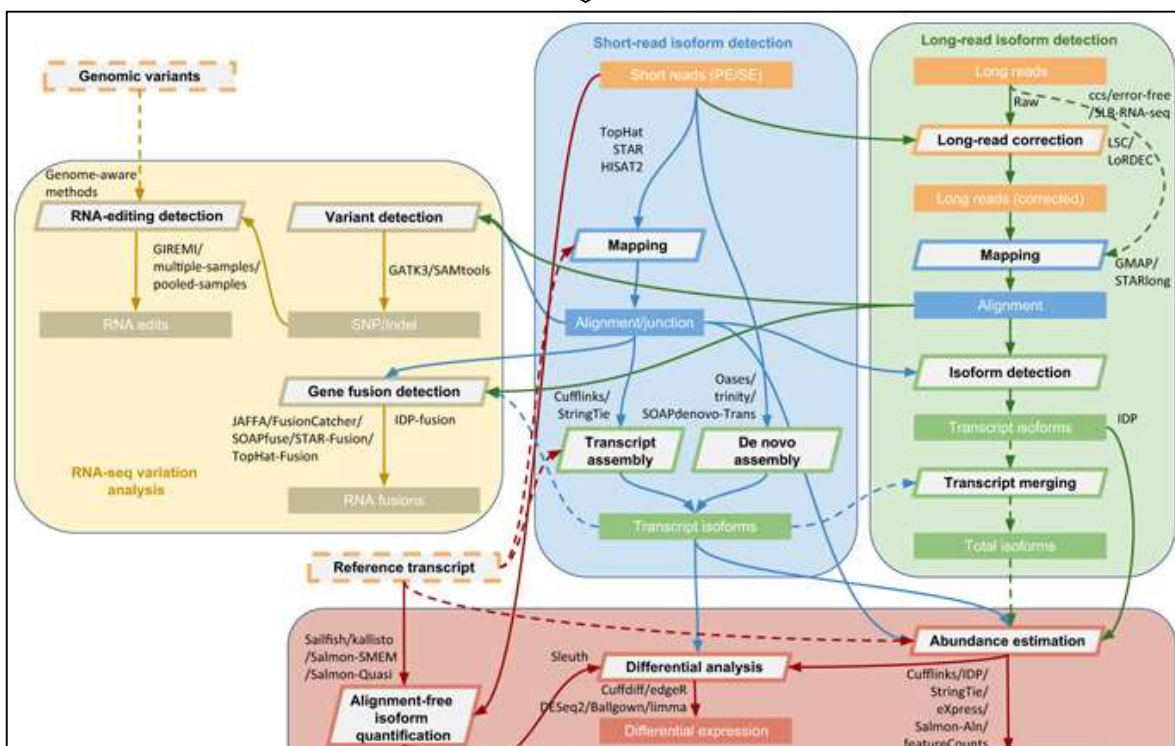 Short-read isoform detection
Long-read isoform detection
Genomic variants
Short reads (PE/SE)
Long reads
Raw
ccs/error-free
/SLR-RNA-seq
TopHat
STAR
HISAT2
Long-read correction
LSC/
LoRDEC
Genome-aware
methods
RNA-editing detection
Variant detection
Long reads (corrected)
Mapping
Mapping
GIREMI/
multiple-samples/
pooled-samples
GATK3/SAMtools
GMAP/
STARlong
RNA edits
SNP/Indel
Alignment/junction
Alignment
Gene fusion detection
Isoform detection
Cufflinks/
StringTie
Oases/
trinity/
SOAPdenovo-Trans
JAFFA/FusionCatcher/
SOAPfuse/STAR-Fusion/
TopHat-Fusion
IDP-fusion
Transcript isoforms
IDP
Transcript
assembly
De novo
assembly
RNA-seq variation
analysis
RNA fusions
Transcript merging
Transcript isoforms
Total isoforms
Reference transcript
Sailfish/kallisto
/Salmon-SMEM
/Salmon-Quasi
Sleuth
Differential analysis
Abundance estimation
Cuffdiff/edgeR
DESeq2/Ballgown/limma
Cufflinks/IDP/
StringTie/
eXpress/
Salmon-Aln/
featureCounts
Alignment-free
isoform
quantification
Differential expression